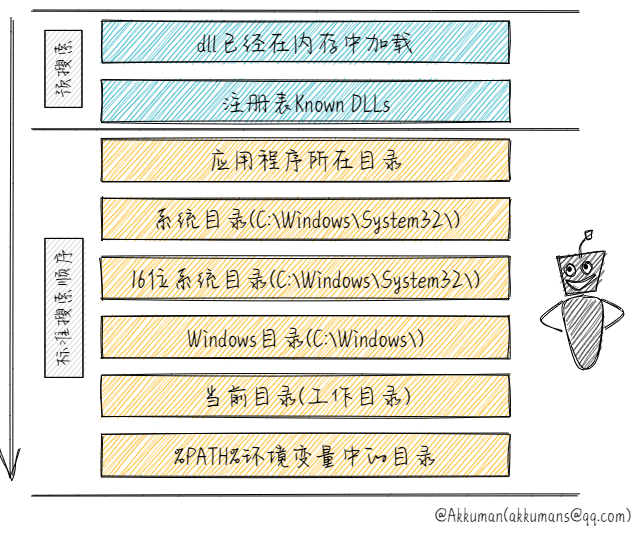 预搜索
dll已经在内存中加载
注册表Known DLLs
标准搜索顺序
应用程序所在目录
系统目录(C:\Windows\System32\)
16位系统目录(C:\Windows\System32\)
Windows目录(C:\Windows\)
当前目录(工作目录)
%PATH%环境变量中的目录
@Akkuman(akkumans@qq.com)